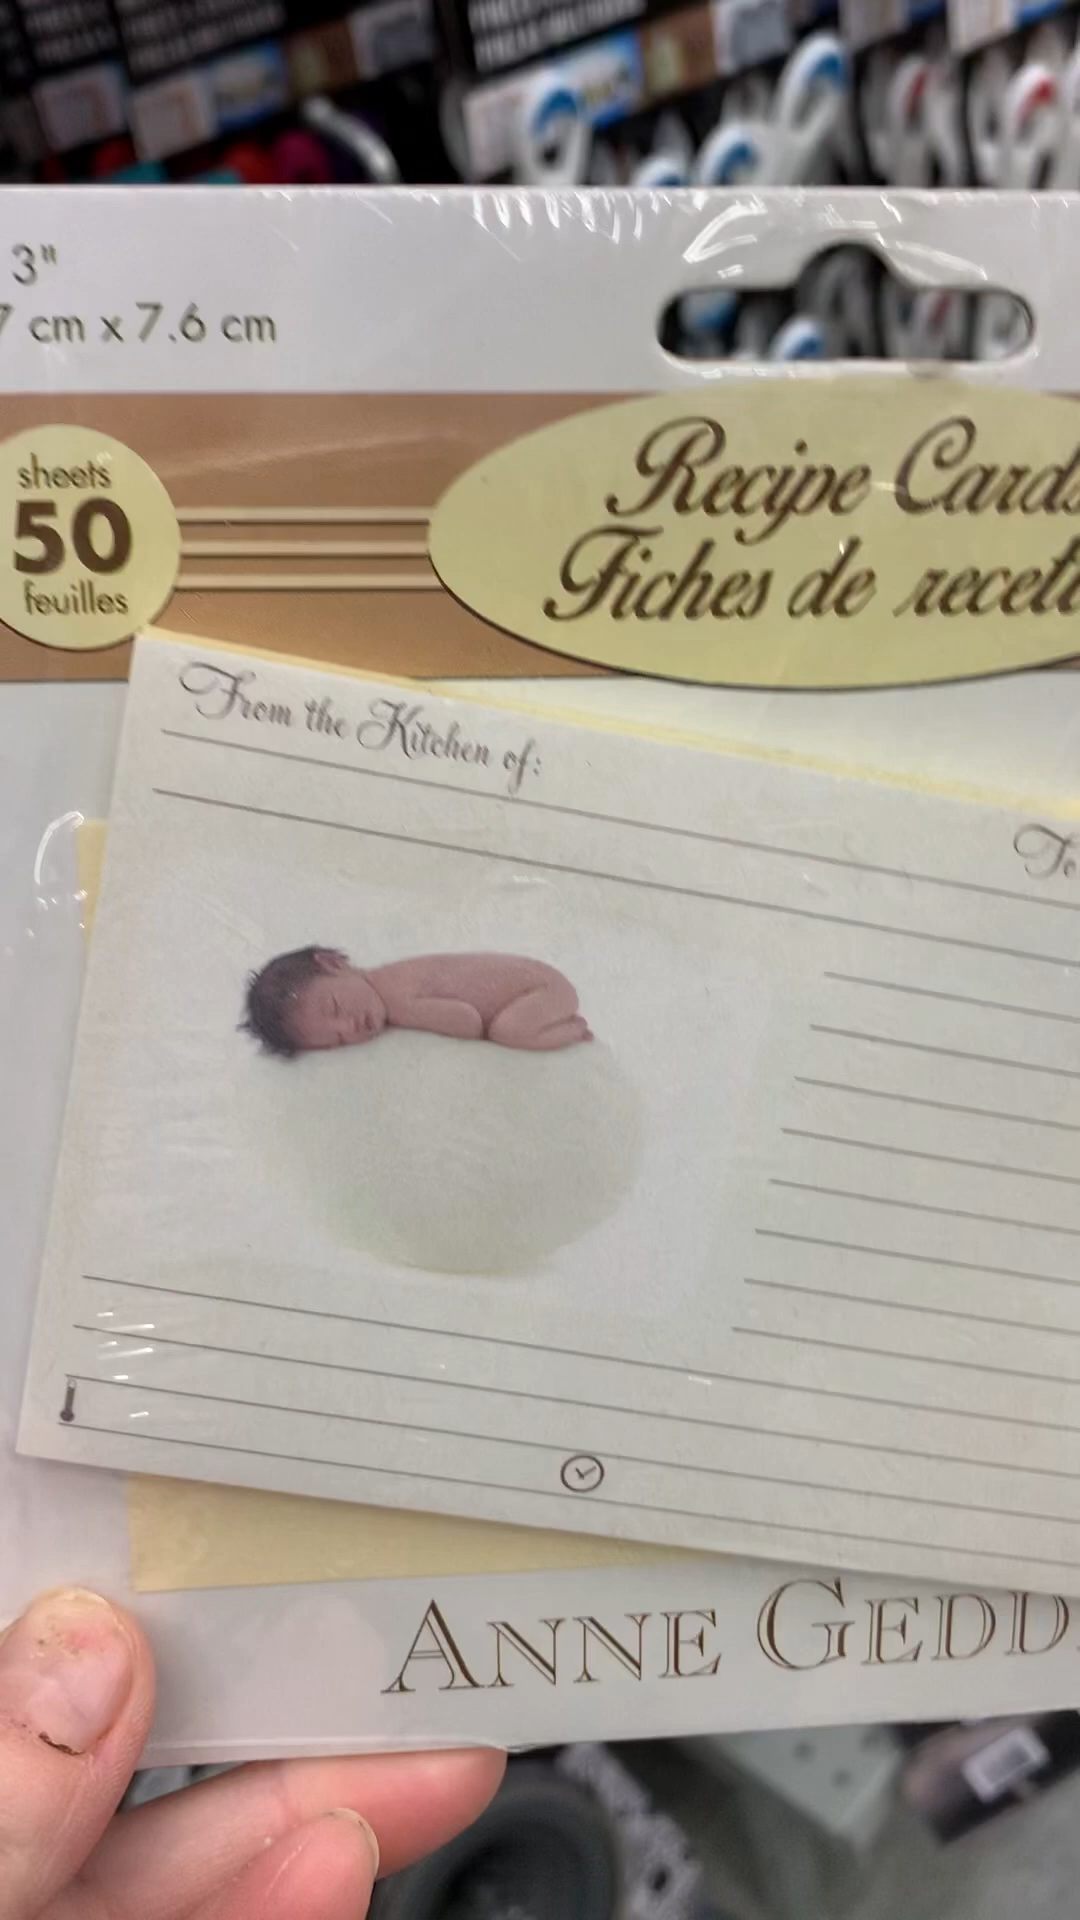 3"
7 cm x 7.6 cm
sheets
50
feuilles
Recipe Cards
Fiches de recett
From the Kitchen of:
ANNE GEDD